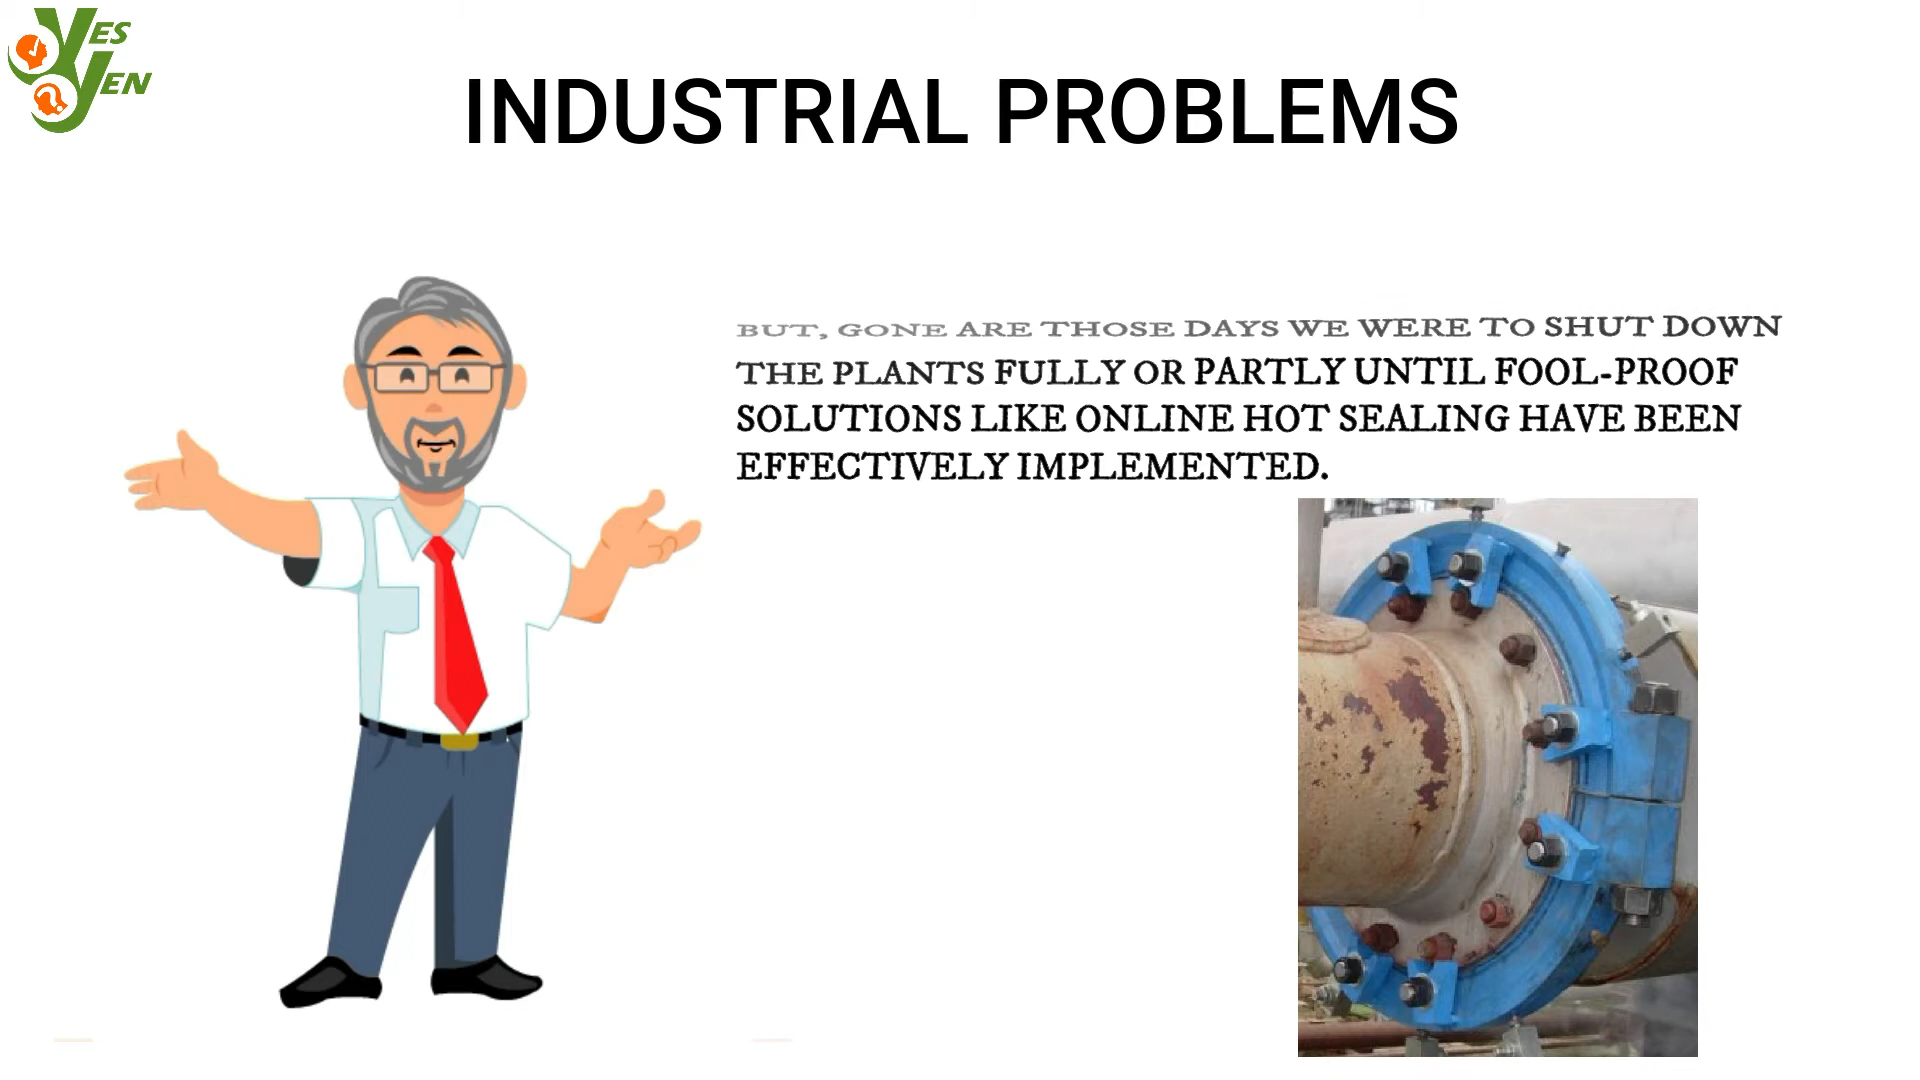 YES
YEN
INDUSTRIAL PROBLEMS
BUT, GONE ARE THOSE DAYS WE WERE TO SHUT DOWN
THE PLANTS FULLY OR PARTLY UNTIL FOOL-PROOF
SOLUTIONS LIKE ONLINE HOT SEALING HAVE BEEN
EFFECTIVELY IMPLEMENTED.